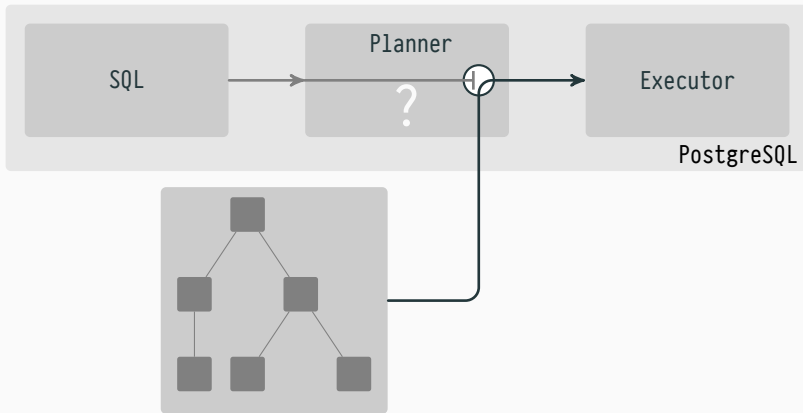 Planner
SQL
?
Executor
PostgreSQL